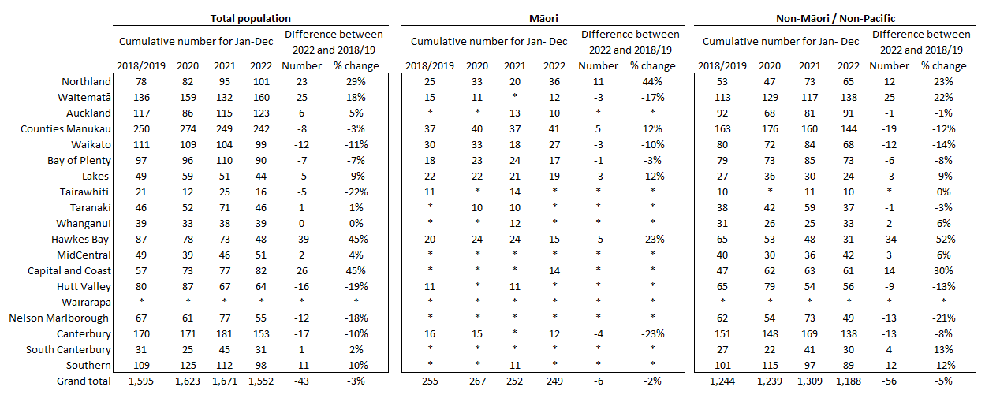 Total population Māori Non-Māori / Non-Pacific
Cumulative number for Jan-Dec Difference between 2022 and 2018/19 Cumulative number for Jan- Dec Difference between 2022 and 2018/19 Cumulative number for Jan- Dec Difference between 2022 and 2018/19
2018/2019 2020 2021 2022 Number % change 2018/2019 2020 2021 2022 Number % change 2018/2019 2020 2021 2022 Number % change
Northland 78 82 95 101 23 29% 25 33 20 36 11 44% 53 47 73 65 12 23%
Waitematā 136 159 132 160 25 18% 15 11 * 12 -3 -17% 113 129 117 138 25 22%
Auckland 117 86 115 123 6 5% * * 13 10 * * 92 68 81 91 -1 -1%
Counties Manukau 250 274 249 242 -8 -3% 37 40 37 41 5 12% 163 176 160 144 -19 -12%
Waikato 111 109 104 99 -12 -11% 30 33 18 27 -3 -10% 80 72 84 68 -12 -14%
Bay of Plenty 97 96 110 90 -7 -7% 18 23 24 17 -1 -3% 79 73 85 73 -6 -8%
Lakes 49 59 51 44 -5 -9% 22 22 21 19 -3 -12% 27 36 30 24 -3 -9%
Tairāwhiti 21 12 25 16 -5 -22% 11 * 14 * * * 10 * 11 10 * 0%
Taranaki 46 52 71 46 1 1% * 10 10 * * * 38 42 59 37 -1 -3%
Whanganui 39 33 38 39 0 0% * * 12 * * * 31 26 25 33 2 6%
Hawkes Bay 87 78 73 48 -39 -45% 20 24 24 15 -5 -23% 65 53 48 31 -34 -52%
MidCentral 49 39 46 51 2 4% * * * * * * 40 30 36 42 3 6%
Capital and Coast 57 73 77 82 26 45% * * * 14 * * 47 62 63 61 14 30%
Hutt Valley 80 87 67 64 -16 -19% 11 * 11 * * * 65 79 54 56 -9 -13%
Wairarapa * * * * * * * * * * * * * * * * * *
Nelson Marlborough 67 61 77 55 -12 -18% * * * * * * 62 54 73 49 -13 -21%
Canterbury 170 171 181 153 -17 -10% 16 15 * 12 -4 -23% 151 148 169 138 -13 -8%
South Canterbury 31 25 45 31 1 2% * * * * * * 27 22 41 30 4 13%
Southern 109 125 112 98 -11 -10% * * 11 * * * 101 115 97 89 -12 -12%
Grand total 1,595 1,623 1,671 1,552 -43 -3% 255 267 252 249 -6 -2% 1,244 1,239 1,309 1,188 -56 -5%